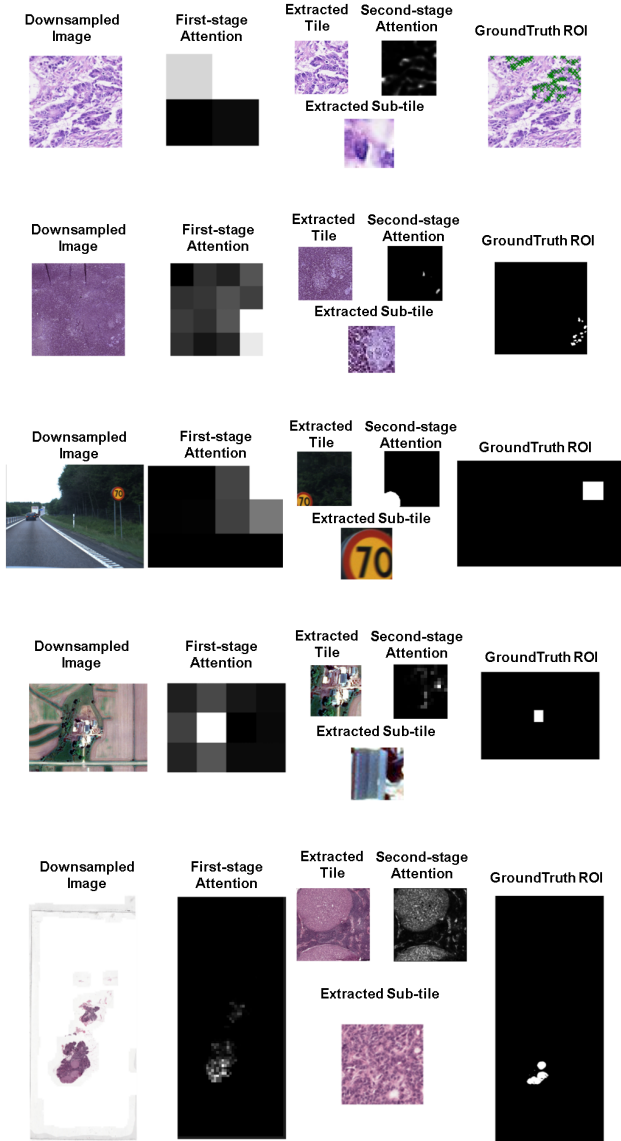 Downsampled
Image
First-stage
Attention
Extracted
Tile
Second-stage
Attention
GroundTruth ROI
Extracted Sub-tile
Downsampled
Image
First-stage
Attention
Extracted
Tile
Second-stage
Attention
GroundTruth ROI
Extracted Sub-tile
Downsampled
Image
First-stage
Attention
Extracted
Tile
Second-stage
Attention
GroundTruth ROI
70
70
Extracted Sub-tile
70
Downsampled
Image
First-stage
Attention
Extracted
Tile
Second-stage
Attention
GroundTruth ROI
Extracted Sub-tile
Downsampled
Image
First-stage
Attention
Extracted
Tile
Second-stage
Attention
GroundTruth ROI
Extracted Sub-tile